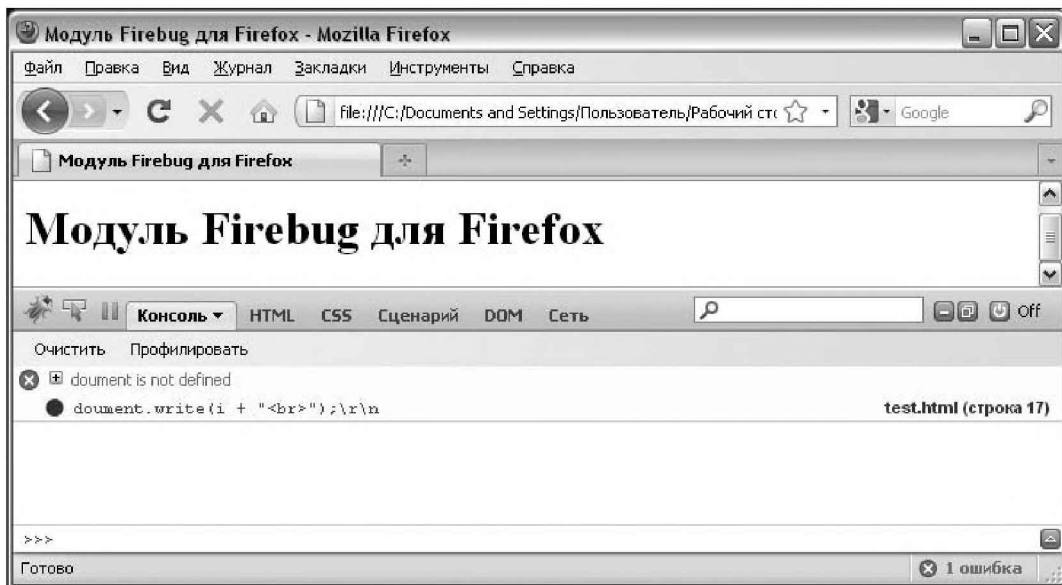 Модуль Firebug для Firefox - Mozilla Firefox
Файл Правка Вид Журнал Закладки Инструменты Справка
file:///C:/Documents and Settings/Пользователь/Рабочий сто
Google
Модуль Firebug для Firefox
Модуль Firebug для Firefox
Консоль HTML CSS Сценарий DOM Сеть Off
Очистить Профилировать
doument is not defined
doument.write(i + "<br>");\r\n test.html (строка 17)
>>>
Готово 1 ошибка